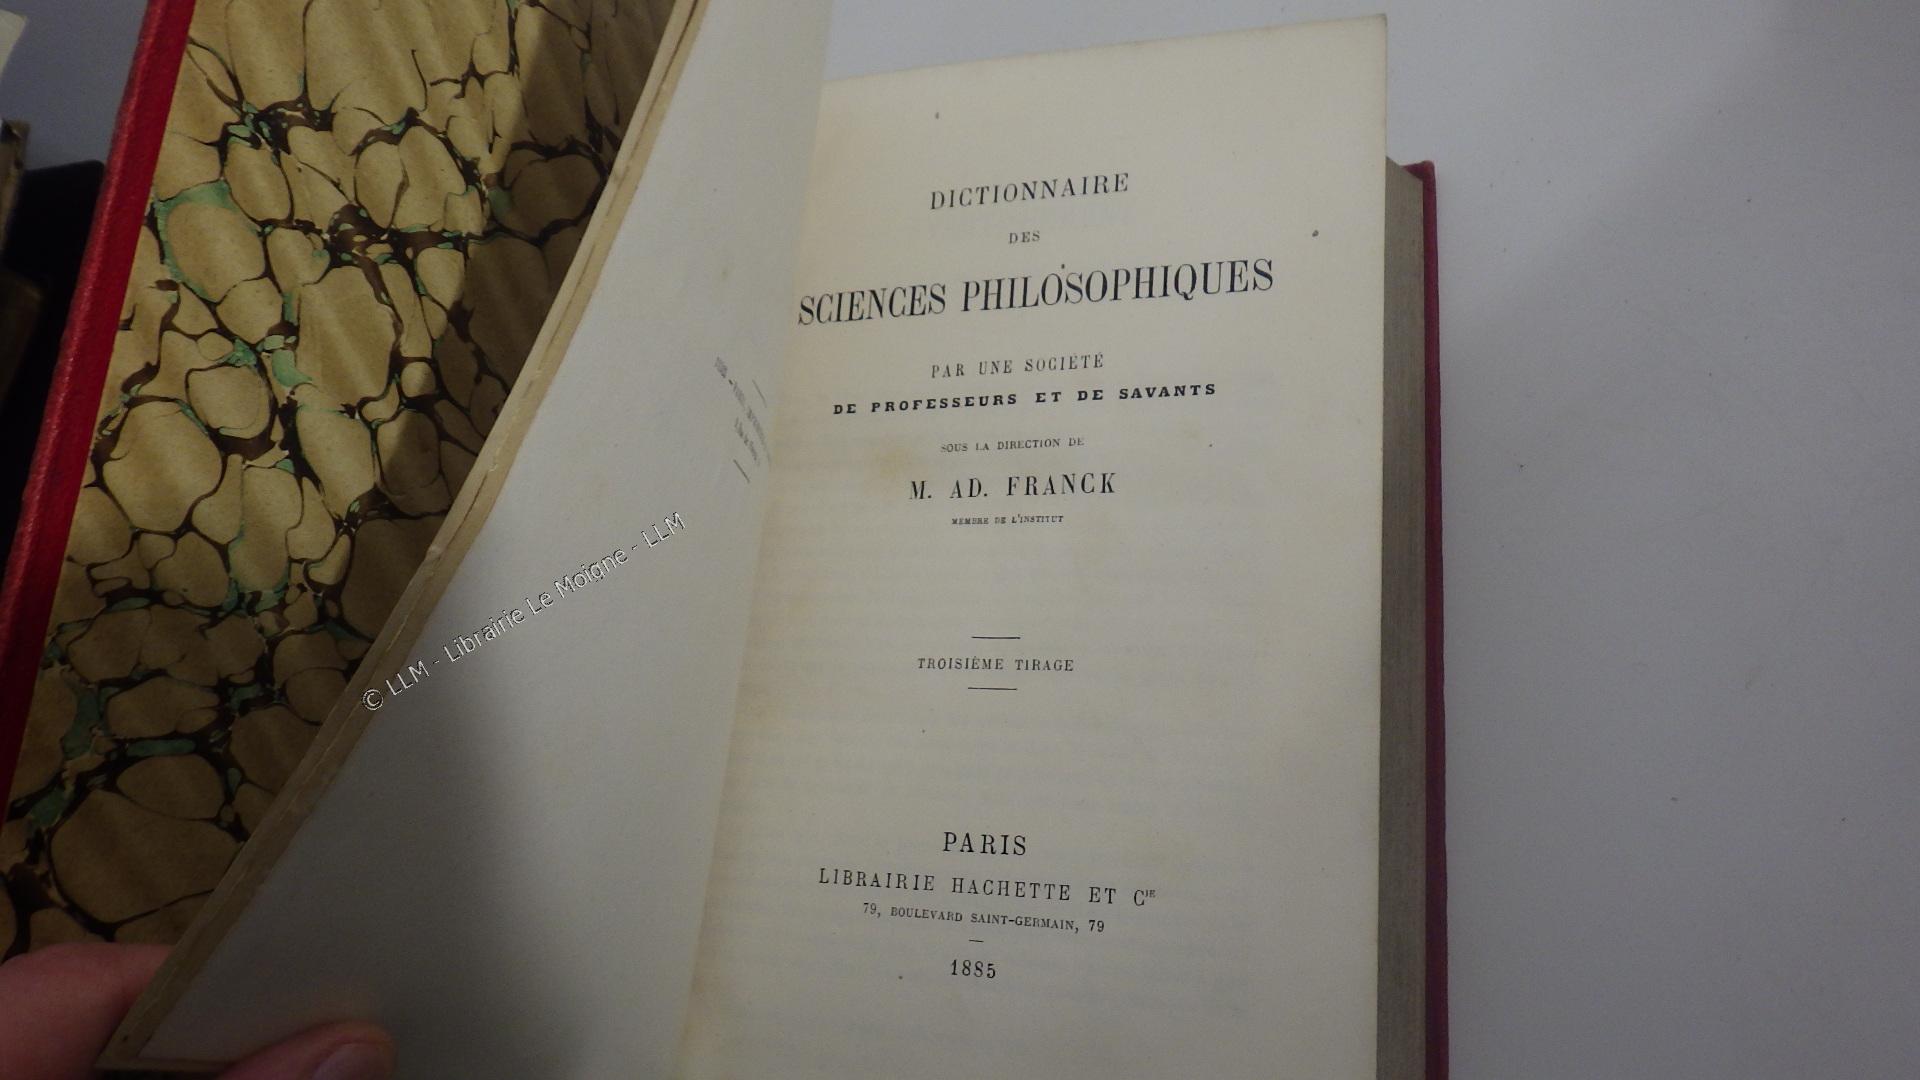 DICTIONNAIRE
DES
SCIENCES PHILOSOPHIQUES
PAR UNE SOCIÉTÉ
DE PROFESSEURS ET DE SAVANTS
SOUS LA DIRECTION DE
M. AD. FRANCK
MEMBRE DE L'INSTITUT
TROISIÈME TIRAGE
PARIS
LIBRAIRIE HACHETTE ET CIE
79, BOULEVARD SAINT-GERMAIN, 79
1885
© LLM - Librairie Le Moigne - LLM